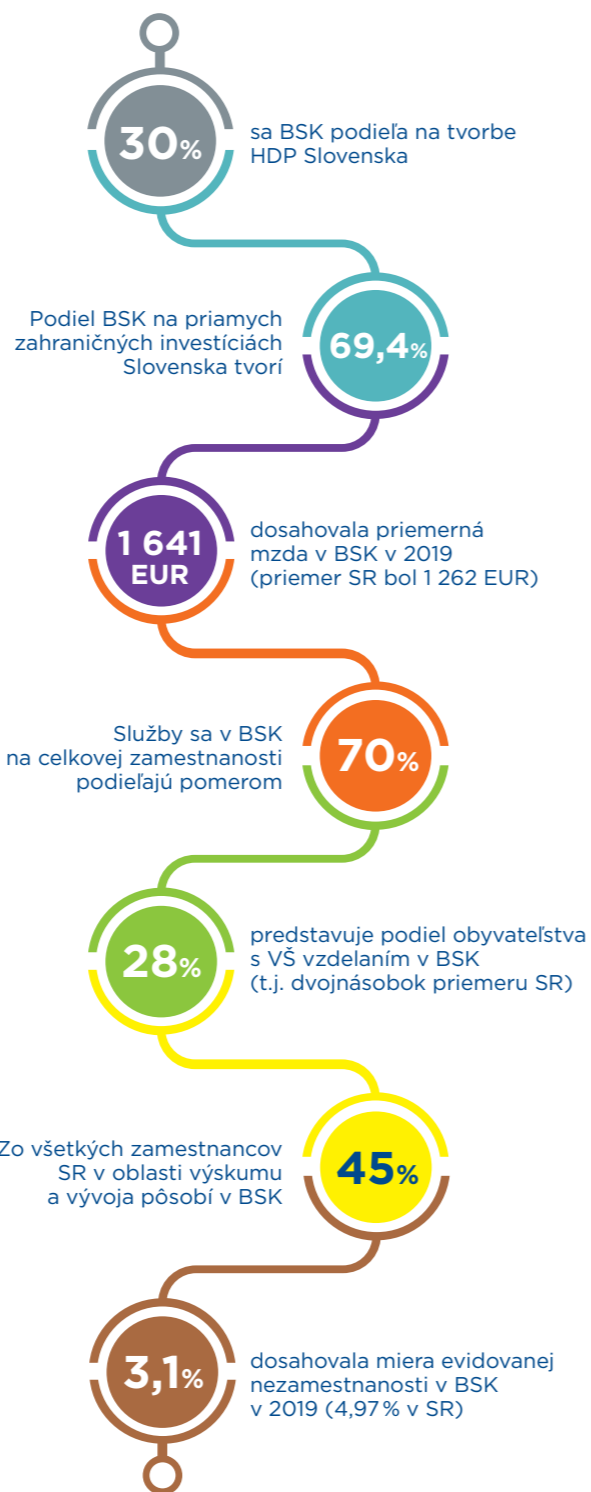 30%
sa BSK podieľa na tvorbe
HDP Slovenska
Podiel BSK na priamych
zahraničných investíciách
Slovenska tvorí
69,4%
1 641
EUR
dosahovala priemerná
mzda v BSK v 2019
(priemer SR bol 1 262 EUR)
Služby sa v BSK
na celkovej zamestnanosti
podieľajú pomerom
70%
28%
predstavuje podiel obyvateľstva
s VŠ vzdelaním v BSK
(t.j. dvojnásobok priemeru SR)
Zo všetkých zamestnancov
SR v oblasti výskumu
a vývoja pôsobí v BSK
45%
3,1%
dosahovala miera evidovanej
nezamestnanosti v BSK
v 2019 (4,97 % v SR)